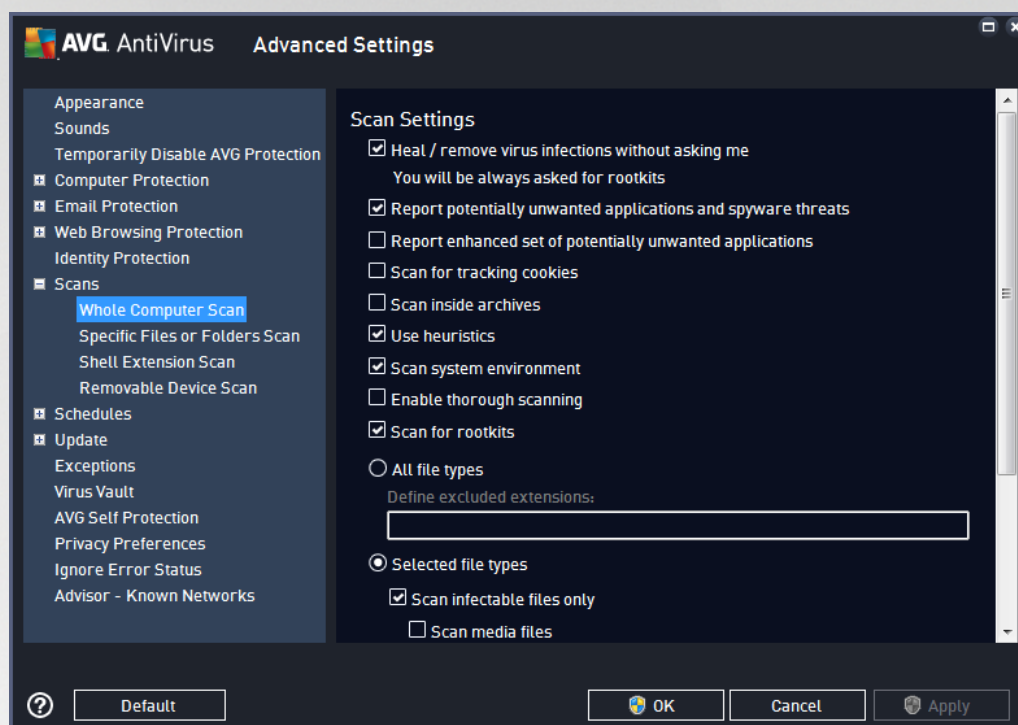 AVG. AntiVirus Advanced Settings
Appearance
Sounds
Temporarily Disable AVG Protection
Computer Protection
Email Protection
Web Browsing Protection
Identity Protection
Scans
Whole Computer Scan
Specific Files or Folders Scan
Shell Extension Scan
Removable Device Scan
Schedules
Update
Exceptions
Virus Vault
AVG Self Protection
Privacy Preferences
Ignore Error Status
Advisor - Known Networks
Scan Settings
Heal / remove virus infections without asking me
You will be always asked for rootkits
Report potentially unwanted applications and spyware threats
Report enhanced set of potentially unwanted applications
Scan for tracking cookies
Scan inside archives
Use heuristics
Scan system environment
Enable thorough scanning
Scan for rootkits
All file types
Define excluded extensions:
Selected file types
Scan infectable files only
Scan media files
? Default OK Cancel Apply